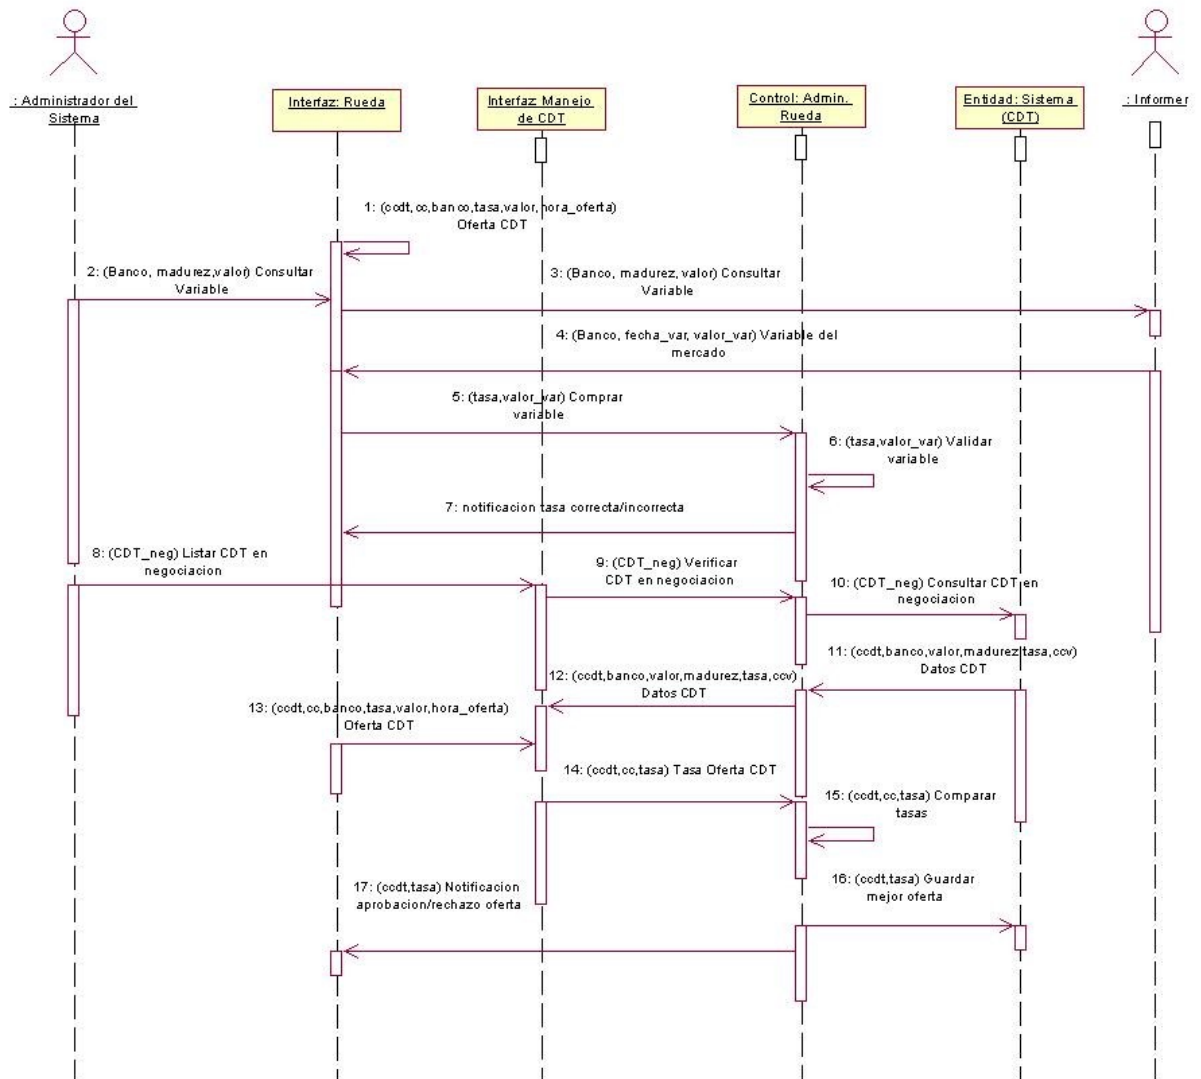 : Administrador del
Sistema
Interfaz: Rueda
Interfaz Manejo
de CDT
Control: Admin.
Rueda
Entidad: Sistema
(CDT)
: Informer
1: (ccdt,cc,banco,tasa,valor,hora_oferta)
Oferta CDT
2: (Banco, madurez,valor) Consultar
Variable
3: (Banco, madurez, valor) Consultar
Variable
4: (Banco, fecha_var, valor_var) Variable del
mercado
5: (tasa,valor_var) Comprar
variable
6: (tasa,valor_var) Validar
variable
7: notificacion tasa correcta/incorrecta
8: (CDT_neg) Listar CDT en
negociacion
9: (CDT_neg) Verificar
CDT en negociacion
10: (CDT_neg) Consultar CDT en
negociacion
11: (ccdt,banco,valor,madurez,tasa,ccv)
Datos CDT
12: (ccdt,banco,valor,madurez,tasa,ccv)
Datos CDT
13: (ccdt,cc,banco,tasa,valor,hora_oferta)
Oferta CDT
14: (ccdt,cc,tasa) Tasa Oferta CDT
15: (ccdt,cc,tasa) Comparar
tasas
16: (ccdt,tasa) Guardar
mejor oferta
17: (ccdt,tasa) Notificacion
aprobacion/rechazo oferta